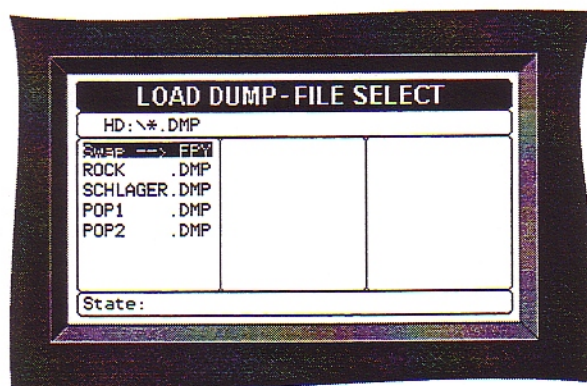 LOAD DUMP-FILE SELECT
HD:\*.DMP
Swap --> FPY
ROCK .DMP
SCHLAGER.DMP
POP1 .DMP
POP2 .DMP
State: